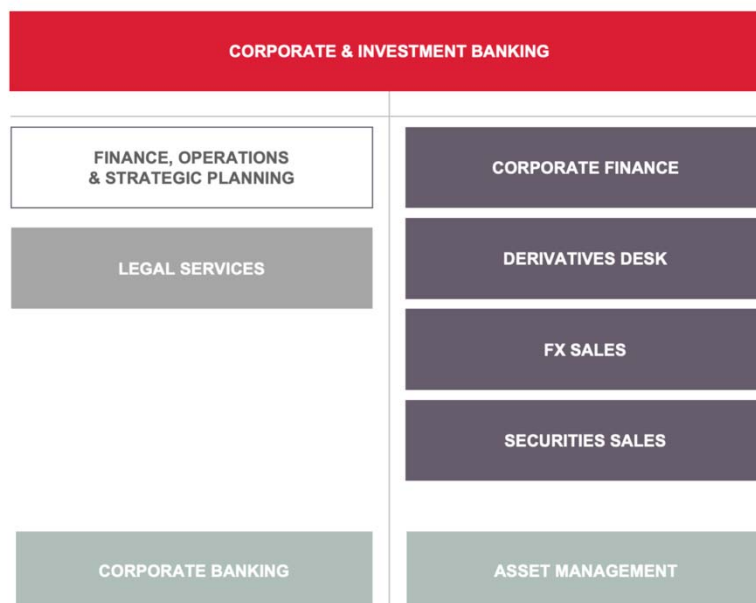 CORPORATE & INVESTMENT BANKING
FINANCE, OPERATIONS
& STRATEGIC PLANNING
LEGAL SERVICES
CORPORATE FINANCE
DERIVATIVES DESK
FX SALES
SECURITIES SALES
CORPORATE BANKING
ASSET MANAGEMENT